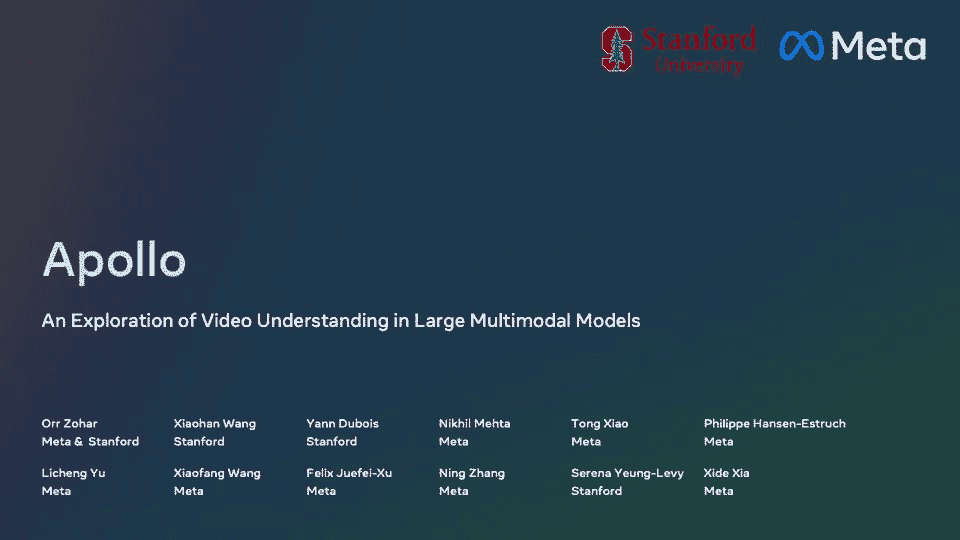 Stanford
University
Meta
Apollo
An Exploration of Video Understanding in Large Multimodal Models
Orr Zohar
Meta & Stanford
Xiaohan Wang
Stanford
Yann Dubois
Stanford
Nikhil Mehta
Meta
Tong Xiao
Meta
Philippe Hansen-Estruch
Meta
Licheng Yu
Meta
Xiaofang Wang
Meta
Felix Juefei-Xu
Meta
Ning Zhang
Meta
Serena Yeung-Levy
Stanford
Xide Xia
Meta